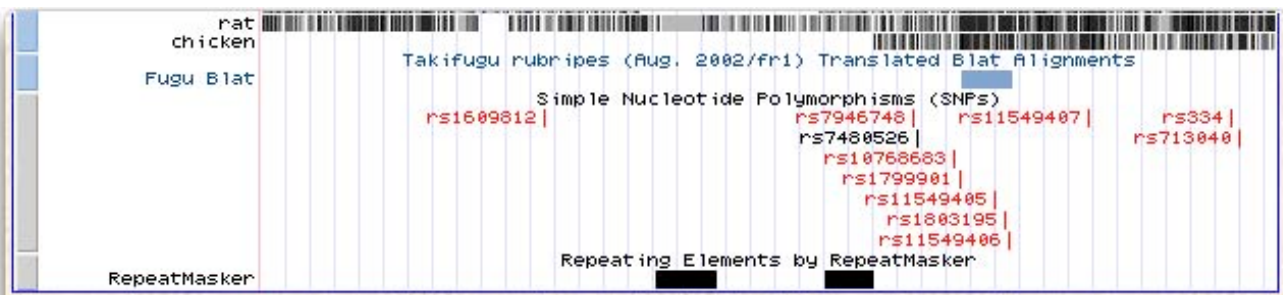 rat
chicken
Takifugu rubripes (Aug. 2002/fr1) Translated Blat Alignments
Fugu Blat
Simple Nucleotide Polymorphisms (SNPs)
rs1609812 rs7946748 rs11549407 rs334
rs7480526 rs713040
rs10768683
rs1799901
rs11549405
rs1803195
rs11549406
Repeating Elements by RepeatMasker
RepeatMasker